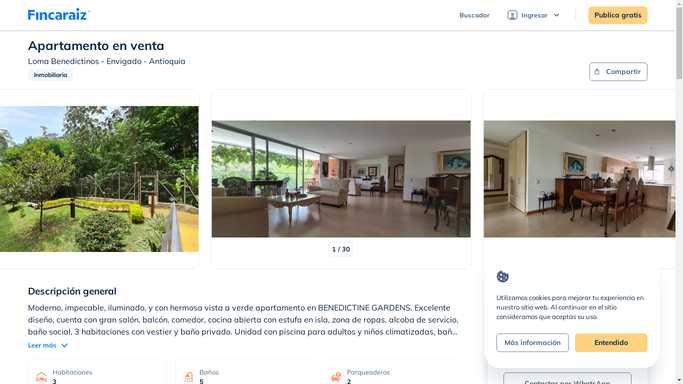 Fincaraiz
Buscador
Ingresar
Publica gratis
Apartamento en venta
Loma Benedictinos - Envigado - Antioquia
Inmobiliaria
Compartir
1 / 30
Descripción general
Moderno, impecable, iluminado, y con hermosa vista a verde apartamento en BENEDICTINE GARDENS. Excelente
diseño, cuenta con gran salón, balcón, comedor, cocina abierta con estufa en isla, zona de ropas, alcoba de servicio,
baño social, 3 habitaciones con vestier y baño privado. Unidad con piscina para adultos y niños climatizadas, bañ...
Leer más
Habitaciones
3
Baños
5
Parqueaderos
2
Utilizamos cookies para mejorar tu experiencia en
nuestro sitio web. Al continuar en el sitio
consideramos que aceptas su uso.
Más información
Entendido
Contactar por WhatsApp